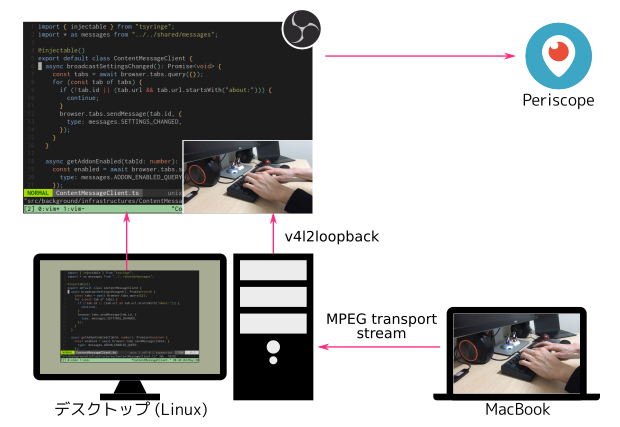 import { injectable } from "tsyringe";
import * as messages from "../../shared/messages";
@injectable()
export default class ContentMessageClient {
async broadcastSettingsChanged(): Promise<void> {
const tabs = await browser.tabs.query({});
for (const tab of tabs) {
if (!tab.id || (tab.url && tab.url.startsWith("about:"))) {
continue;
}
browser.tabs.sendMessage(tab.id, {
type: messages.SETTINGS_CHANGED,
});
}
}
async getAddonEnabled(tabId: number):
const enabled = await browser.tabs.s
type: messages.ADDON_ENABLED_QUERY
});
NORMAL ContentMessageClient.ts unix
"src/background/infrastructures/ContentMessa
[2] 0:vim* 1:vim- "Co
Periscope
v4l2loopback
MPEG transport
stream
デスクトップ (Linux)
MacBook